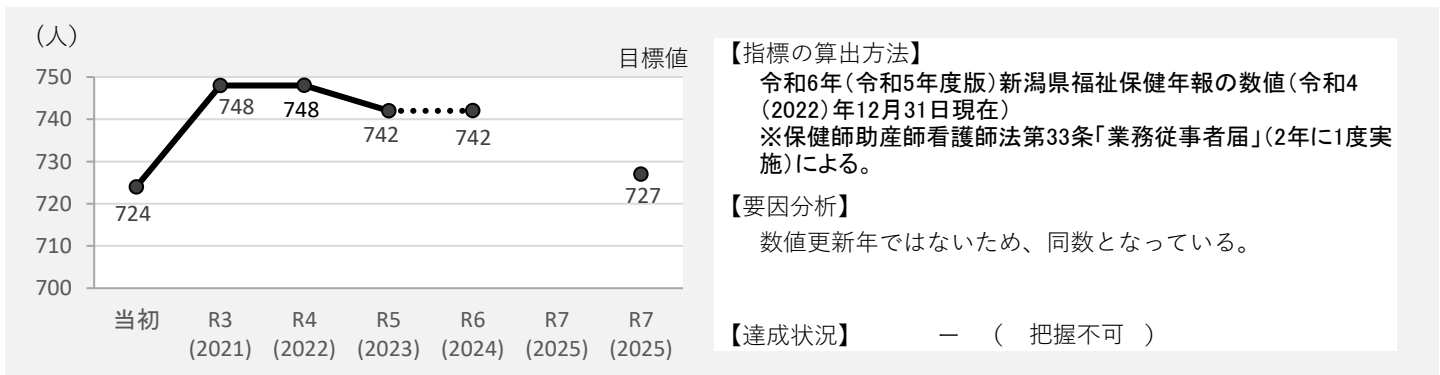 (人)
目標値
750
740
730
720
710
700
724
748
748
742
742
727
当初
R3
(2021)
R4
(2022)
R5
(2023)
R6
(2024)
R7
(2025)
R7
(2025)
【指標の算出方法】
令和6年(令和5年度版)新潟県福祉保健年報の数値(令和4
(2022)年12月31日現在)
※保健師助産師看護師法第33条「業務従事者届」(2年に1度実
施)による。
【要因分析】
数値更新年ではないため、同数となっている。
【達成状況】 － ( 把握不可 )